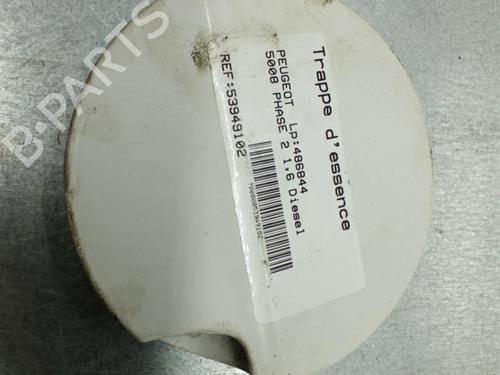 Trappe d'essence
PEUGEOT LP:486844
5008 PHASE 2 1,6 Diesel
REF:53949102
B-PARTS